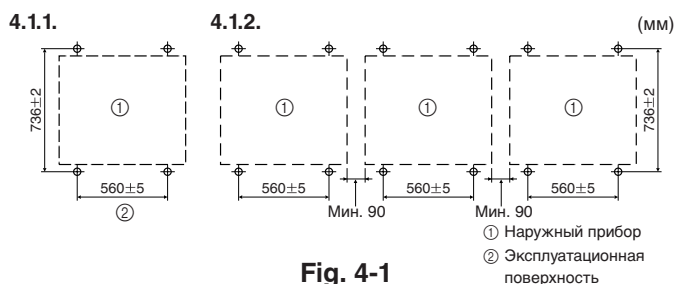 4.1.1.
4.1.2.
(мм)
736±2
①
560±5
②
①
①
①
736±2
560±5
560±5
560±5
Мин. 90
Мин. 90
① Наружный прибор
② Эксплуатационная
поверхность
Fig. 4-1